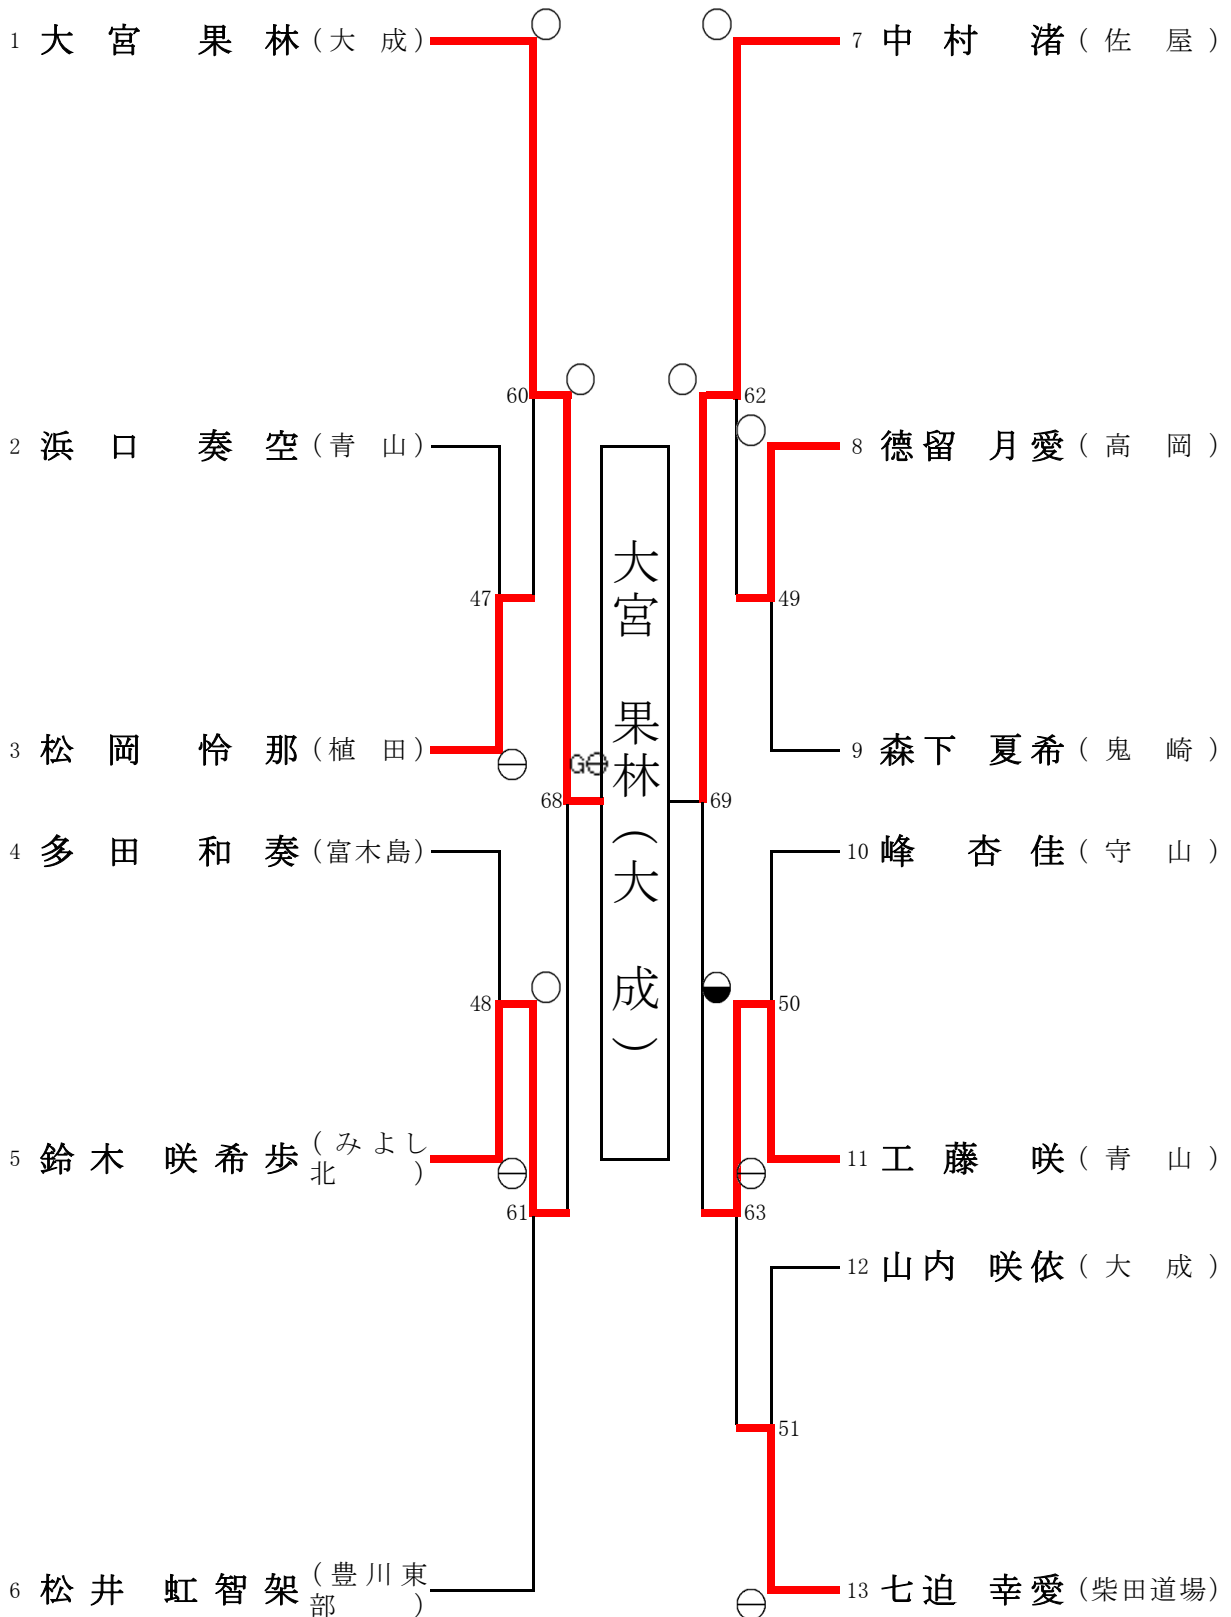 1 大宮 果林 (大成)
60
2 浜口 奏空 (青山)
47
3 松岡 怜那 (植田)
68
G
4 多田 和奏 (富木島)
48
5 鈴木 咲希歩 (みよし北)
61
6 松井 虹智架 (豊川東部)
大宮 果林(大成)
7 中村 渚 (佐屋)
62
8 德留 月愛 (高岡)
49
9 森下 夏希 (鬼崎)
69
10 峰 杏佳 (守山)
50
11 工藤 咲 (青山)
63
12 山内 咲依 (大成)
51
13 七迫 幸愛 (柴田道場)